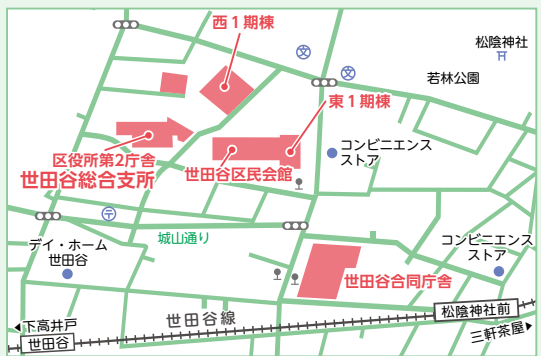 西1期棟
松陰神社
文
文
若林公園
東1期棟
コンビニエンス
ストア
区役所第2庁舎
世田谷総合支所
世田谷区民会館
城山通り
デイ・ホーム
世田谷
コンビニエンス
ストア
世田谷合同庁舎
世田谷線
松陰神社前
下高井戸
世田谷
三軒茶屋